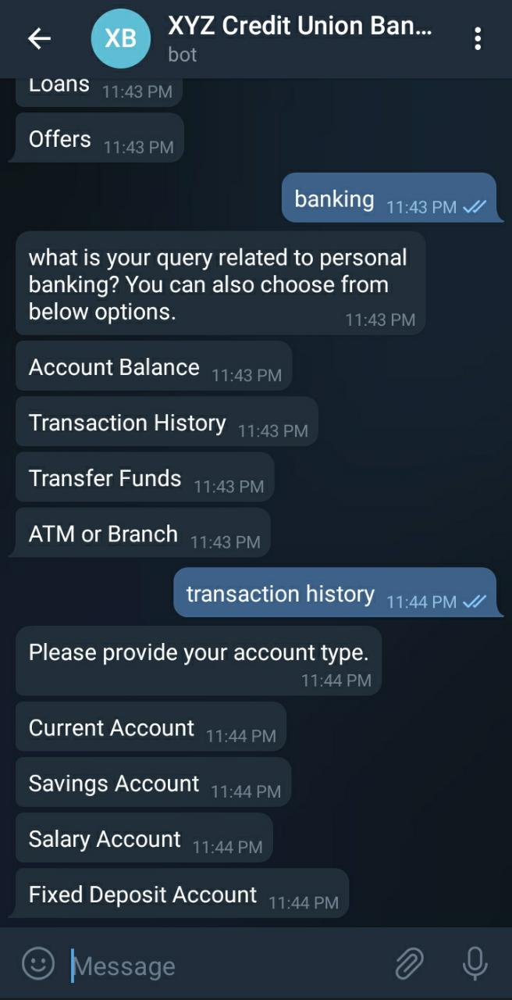 XB
XYZ Credit Union Ban...
bot
Loans 11:43 PM
Offers 11:43 PM
banking 11:43 PM
what is your query related to personal
banking? You can also choose from
below options. 11:43 PM
Account Balance 11:43 PM
Transaction History 11:43 PM
Transfer Funds 11:43 PM
ATM or Branch 11:43 PM
transaction history 11:44 PM
Please provide your account type.
11:44 PM
Current Account 11:44 PM
Savings Account 11:44 PM
Salary Account 11:44 PM
Fixed Deposit Account 11:44 PM
Message